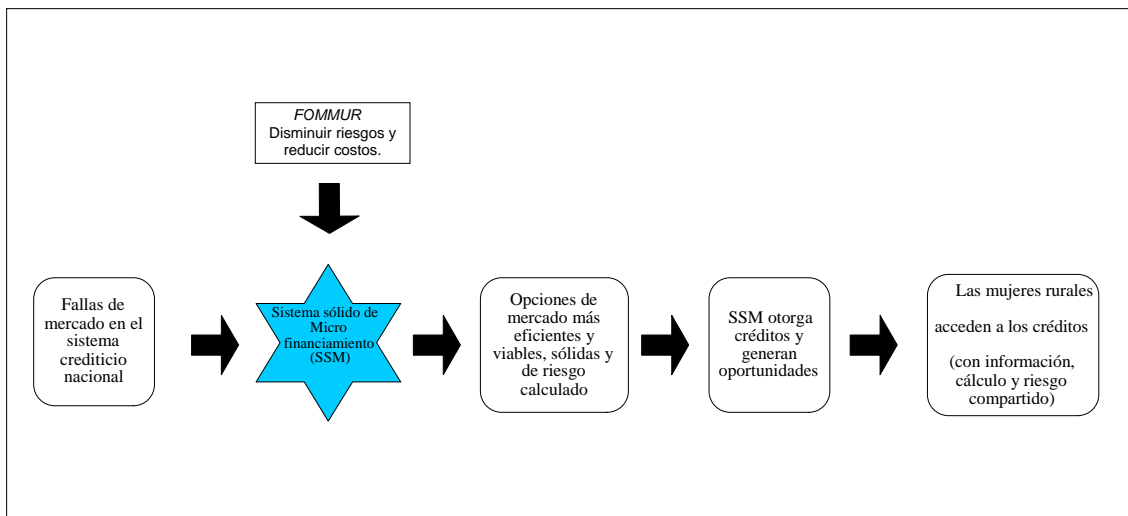 FOMMUR
Disminuir riesgos y
reducir costos.
Fallas de
mercado en el
sistema
crediticio
nacional
Sistema sólido de
Micro
financiamiento
(SSM)
Opciones de
mercado más
eficientes y
viables, sólidas y
de riesgo
calculado
SSM otorga
créditos y
generan
oportunidades
Las mujeres rurales
acceden a los créditos
(con información,
cálculo y riesgo
compartido)